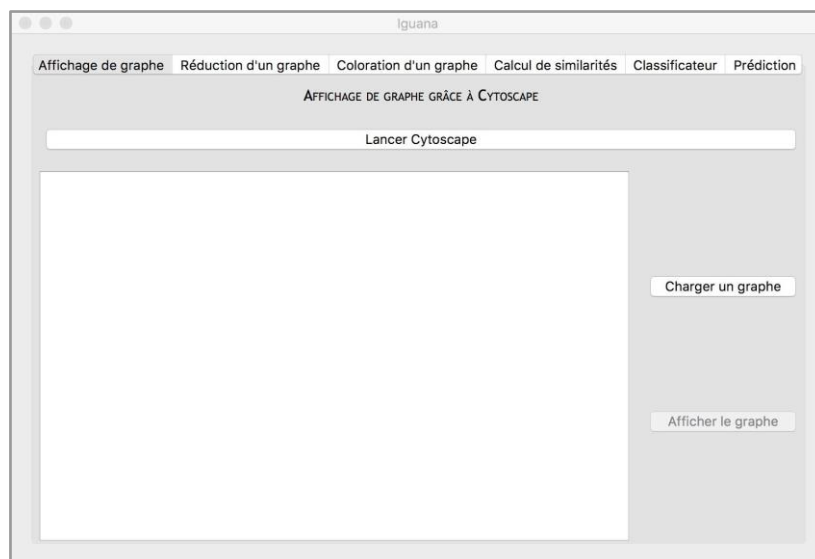 Iguana
Affichage de graphe Réduction d'un graphe Coloration d'un graphe Calcul de similarités Classificateur Prédiction
AFFICHAGE DE GRAPHE GRÂCE À CYTOSCAPE
Lancer Cytoscape
Charger un graphe
Afficher le graphe